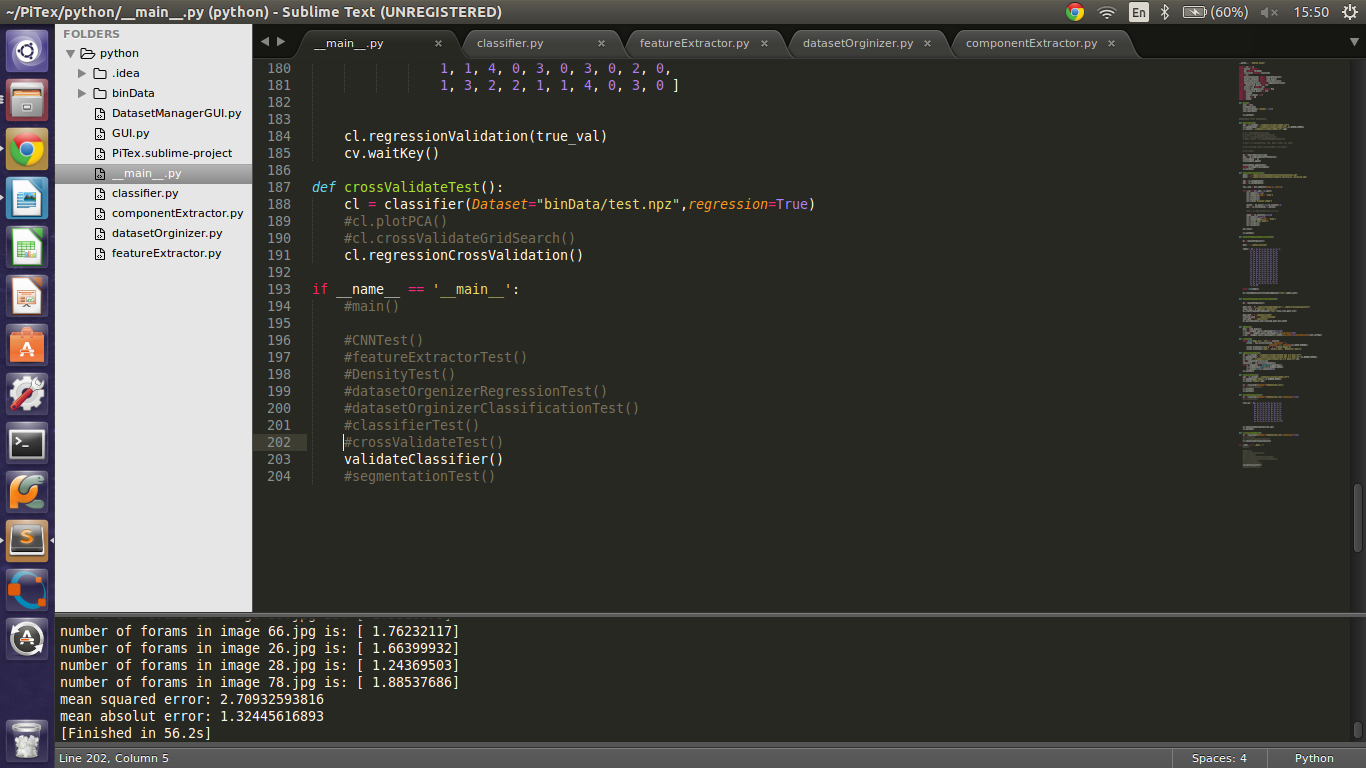 ~/PiTex/python/__main__.py (python) - Sublime Text (UNREGISTERED)
En
(60%)
15:50
FOLDERS
python
.idea
binData
DatasetManagerGUI.py
GUI.py
PiTex.sublime-project
__main__.py
classifier.py
componentExtractor.py
datasetOrginizer.py
featureExtractor.py
__main__.py
classifier.py
featureExtractor.py
datasetOrginizer.py
componentExtractor.py
180 1, 1, 4, 0, 3, 0, 3, 0, 2, 0,
181 1, 3, 2, 2, 1, 1, 4, 0, 3, 0 ]
182
183
184 cl.regressionValidation(true_val)
185 cv.waitKey()
186
187 def crossValidateTest():
188 cl = classifier(Dataset="binData/test.npz",regression=True)
189 #cl.plotPCA()
190 #cl.crossValidateGridSearch()
191 cl.regressionCrossValidation()
192
193 if __name__ == '__main__':
194 #main()
195
196 #CNNTest()
197 #featureExtractorTest()
198 #DensityTest()
199 #datasetOrgenizerRegressionTest()
200 #datasetOrginizerClassificationTest()
201 #classifierTest()
202 #crossValidateTest()
203 validateClassifier()
204 #segmentationTest()
number of forams in image 66.jpg is: [ 1.76232117]
number of forams in image 26.jpg is: [ 1.66399932]
number of forams in image 28.jpg is: [ 1.24369503]
number of forams in image 78.jpg is: [ 1.88537686]
mean squared error: 2.70932593816
mean absolut error: 1.32445616893
[Finished in 56.2s]
Line 202, Column 5
Spaces: 4
Python